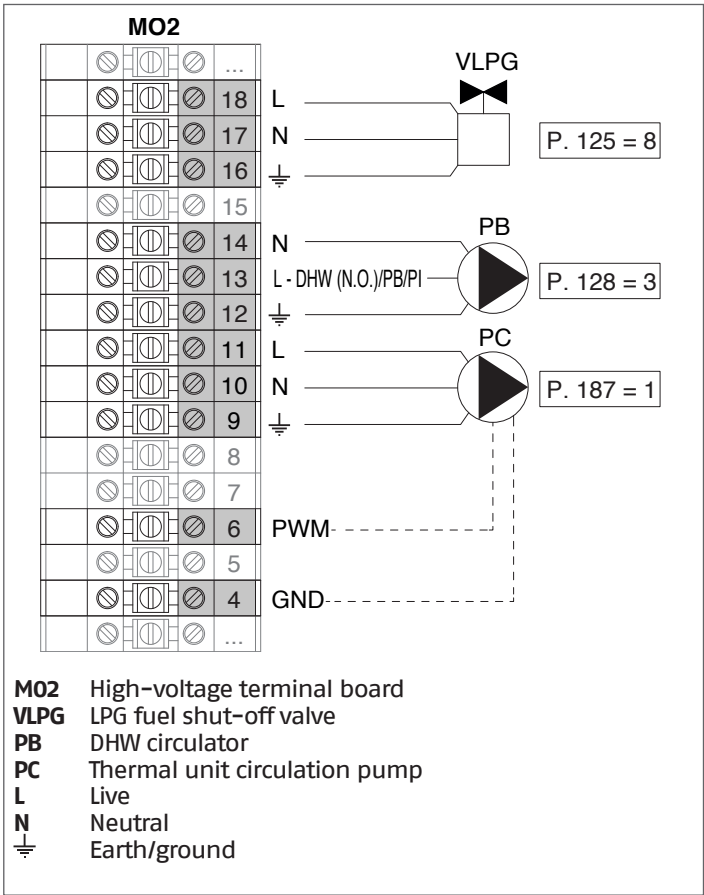 MO2
VLPG
...
18 L
17 N
P. 125 = 8
16 ⏚
15
PB
14 N
13 L - DHW (N.O.)/PB/PI
P. 128 = 3
12 ⏚
PC
11 L
10 N
P. 187 = 1
9 ⏚
8
7
6 PWM
5
4 GND
...
M02 High-voltage terminal board
VLPG LPG fuel shut-off valve
PB DHW circulator
PC Thermal unit circulation pump
L Live
N Neutral
⏚ Earth/ground